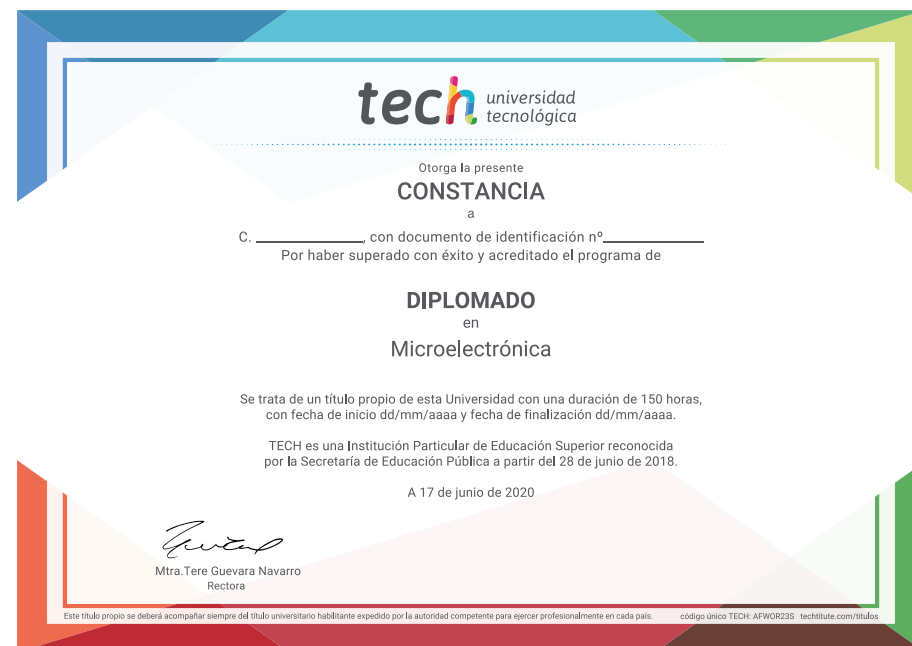 tech universidad
tecnológica
Otorga la presente
CONSTANCIA
a
C. ____________, con documento de identificación nº____________
Por haber superado con éxito y acreditado el programa de
DIPLOMADO
en
Microelectrónica
Se trata de un título propio de esta Universidad con una duración de 150 horas,
con fecha de inicio dd/mm/aaaa y fecha de finalización dd/mm/aaaa.
TECH es una Institución Particular de Educación Superior reconocida
por la Secretaría de Educación Pública a partir del 28 de junio de 2018.
A 17 de junio de 2020
Mtra.Tere Guevara Navarro
Rectora
Este título propio se deberá acompañar siempre del título universitario habilitante expedido por la autoridad competente para ejercer profesionalmente en cada país. código único TECH: AFWOR23S techtitute.com/titulos